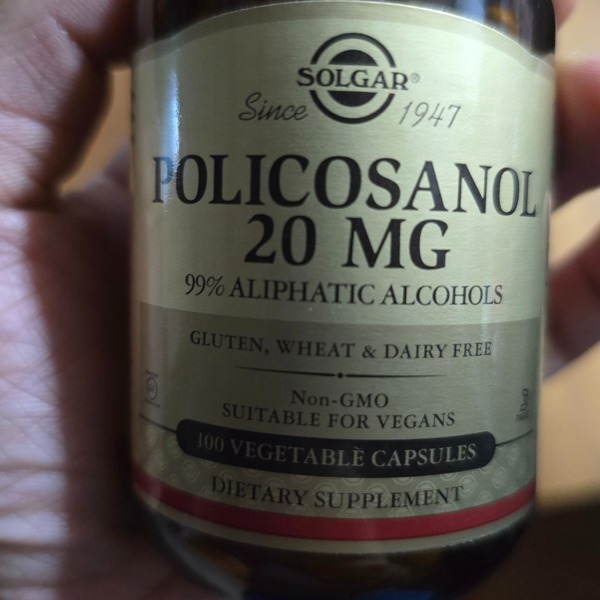 SOLGAR®
Since 1947
POLICOSANOL
20 MG
99% ALIPHATIC ALCOHOLS
GLUTEN, WHEAT & DAIRY FREE
Non-GMO
SUITABLE FOR VEGANS
100 VEGETABLE CAPSULES
DIETARY SUPPLEMENT